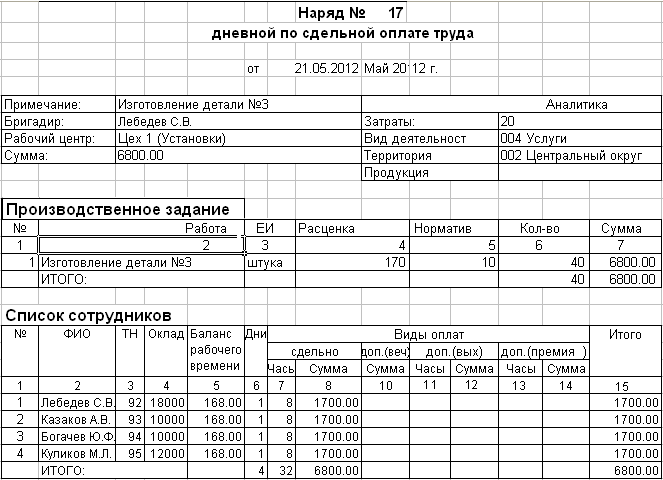 Наряд № 17
дневной по сдельной оплате труда
от 21.05.2012 Май 2012 г.
Примечание: Изготовление детали №3 Аналитика
Бригадир: Лебедев С.В. Затраты: 20
Рабочий центр: Цех 1 (Установки) Вид деятельност 004 Услуги
Сумма: 6800.00 Территория 002 Центральный округ
Продукция
Производственное задание
№ Работа ЕИ Расценка Норматив Кол-во Сумма
1 2 3 4 5 6 7
1 Изготовление детали №3 штука 170 10 40 6800.00
ИТОГО: 40 6800.00
Список сотрудников
№ ФИО ТН Оклад Баланс рабочего времени Дни Виды оплат Итого
сдельно доп.(веч) доп.(вых) доп.(премия )
Часы Сумма Сумма Часы Сумма Часы Сумма
1 2 3 4 5 6 7 8 10 11 12 13 14 15
1 Лебедев С.В. 92 18000 168.00 1 8 1700.00 1700.00
2 Казаков А.В. 93 10000 168.00 1 8 1700.00 1700.00
3 Богачев Ю.Ф. 94 10000 168.00 1 8 1700.00 1700.00
4 Куликов М.Л. 95 12000 168.00 1 8 1700.00 1700.00
ИТОГО: 4 32 6800.00 6800.00